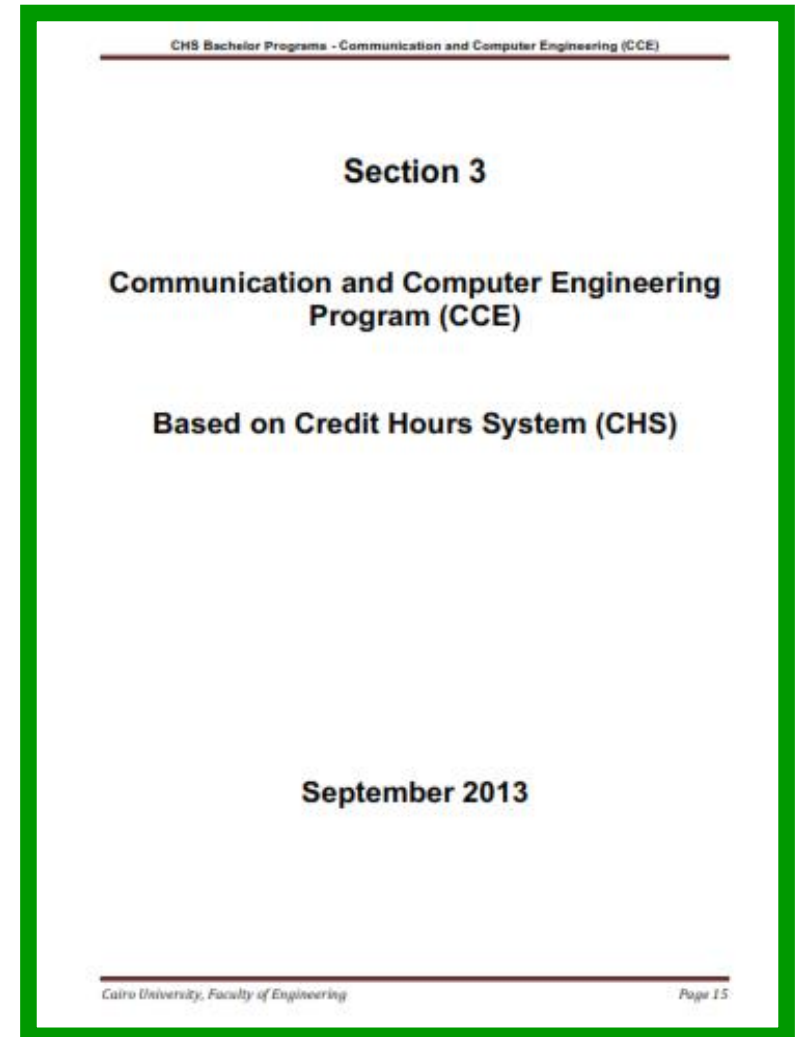 CHS Bachelor Programs - Communication and Computer Engineering (CCE)
Section 3
Communication and Computer Engineering
Program (CCE)
Based on Credit Hours System (CHS)
September 2013
Cairo University, Faculty of Engineering Page 15